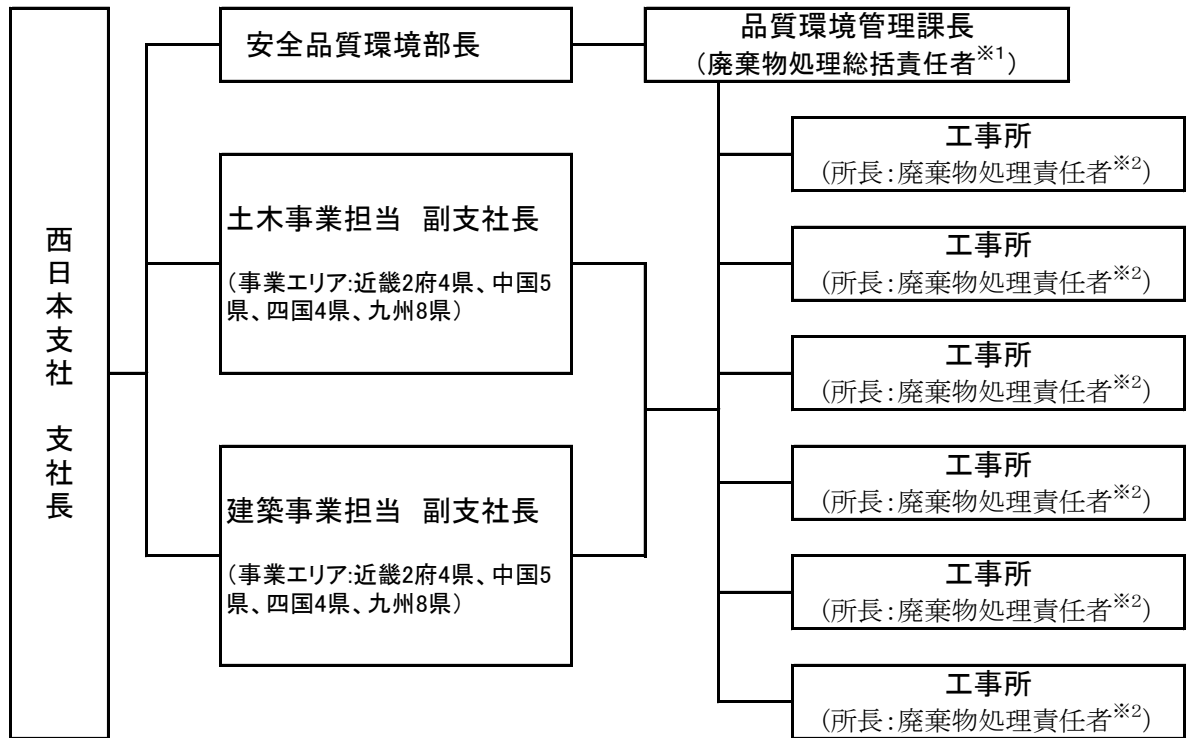 西日本支社　支社長
安全品質環境部長
品質環境管理課長
（廃棄物処理総括責任者※1）
土木事業担当　副支社長
（事業エリア:近畿2府4県、中国5
県、四国4県、九州8県）
建築事業担当　副支社長
（事業エリア:近畿2府4県、中国5
県、四国4県、九州8県）
工事所
（所長：廃棄物処理責任者※2）
工事所
（所長：廃棄物処理責任者※2）
工事所
（所長：廃棄物処理責任者※2）
工事所
（所長：廃棄物処理責任者※2）
工事所
（所長：廃棄物処理責任者※2）
工事所
（所長：廃棄物処理責任者※2）